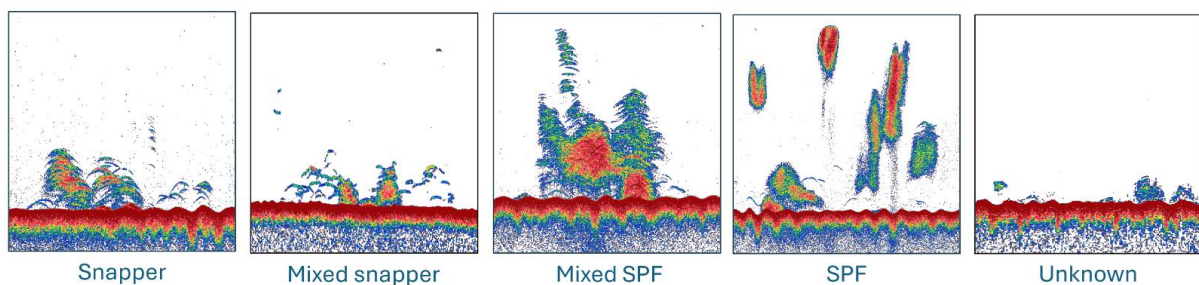 Snapper
Mixed snapper
Mixed SPF
SPF
Unknown